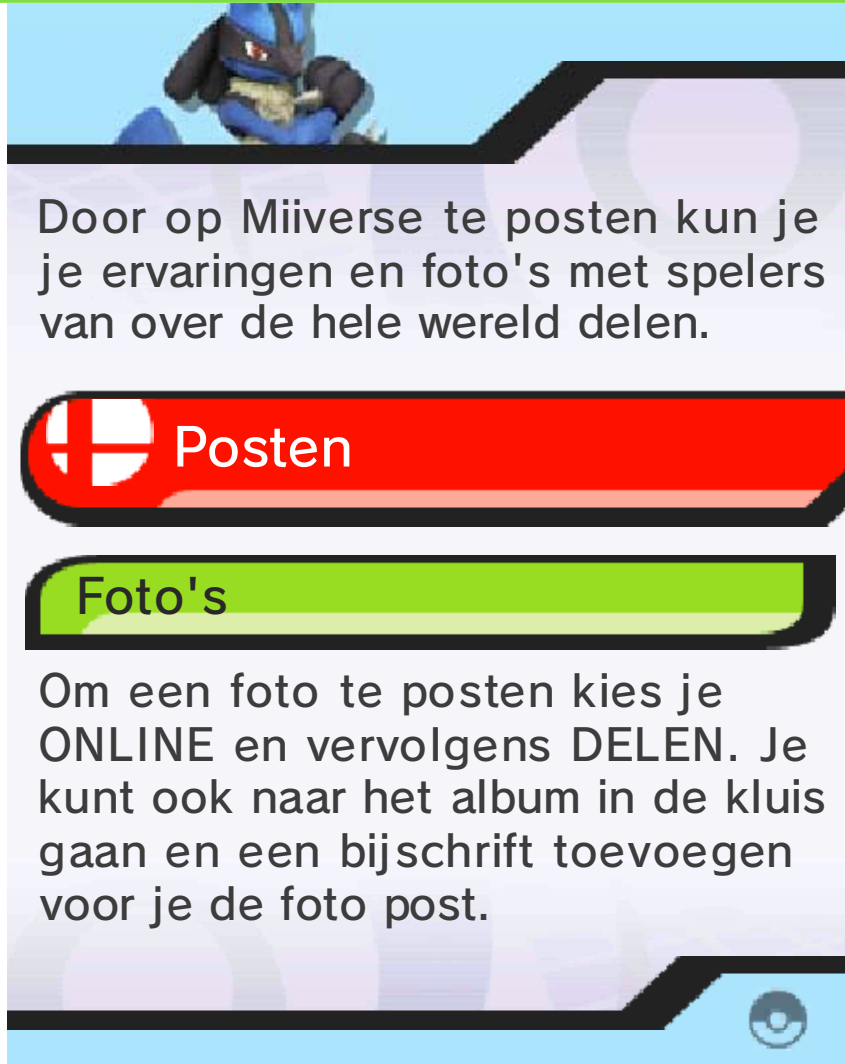 Door op Miiverse te posten kun je
je ervaringen en foto's met spelers
van over de hele wereld delen.
Posten
Foto's
Om een foto te posten kies je
ONLINE en vervolgens DELEN. Je
kunt ook naar het album in de kluis
gaan en een bijschrift toevoegen
voor je de foto post.